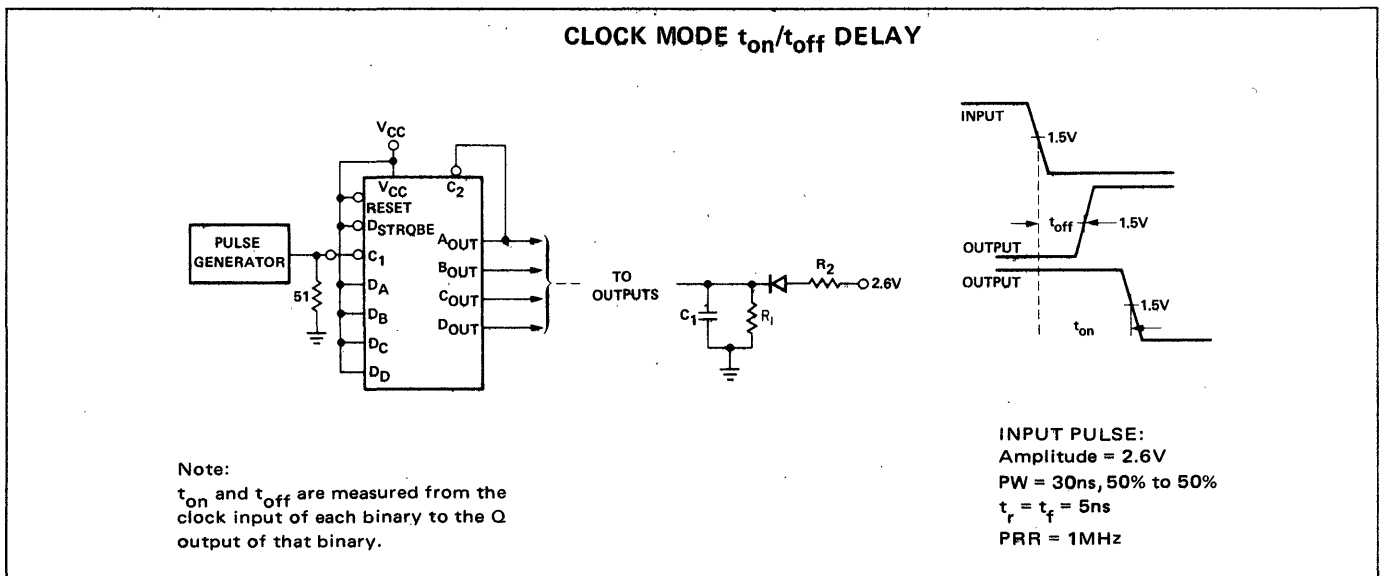 CLOCK MODE ton/toff DELAY
VCC
VCC
C2
RESET
DSTRQBE
PULSE
GENERATOR
C1
51
DA
DB
DC
DD
AOUT
BOUT
COUT
DOUT
TO
OUTPUTS
C1
R1
R2
2.6V
INPUT
1.5V
toff
1.5V
OUTPUT
OUTPUT
1.5V
ton
Note:
ton and toff are measured from the
clock input of each binary to the Q
output of that binary.
INPUT PULSE:
Amplitude = 2.6V
PW = 30ns, 50% to 50%
tr = tf = 5ns
PRR = 1MHz